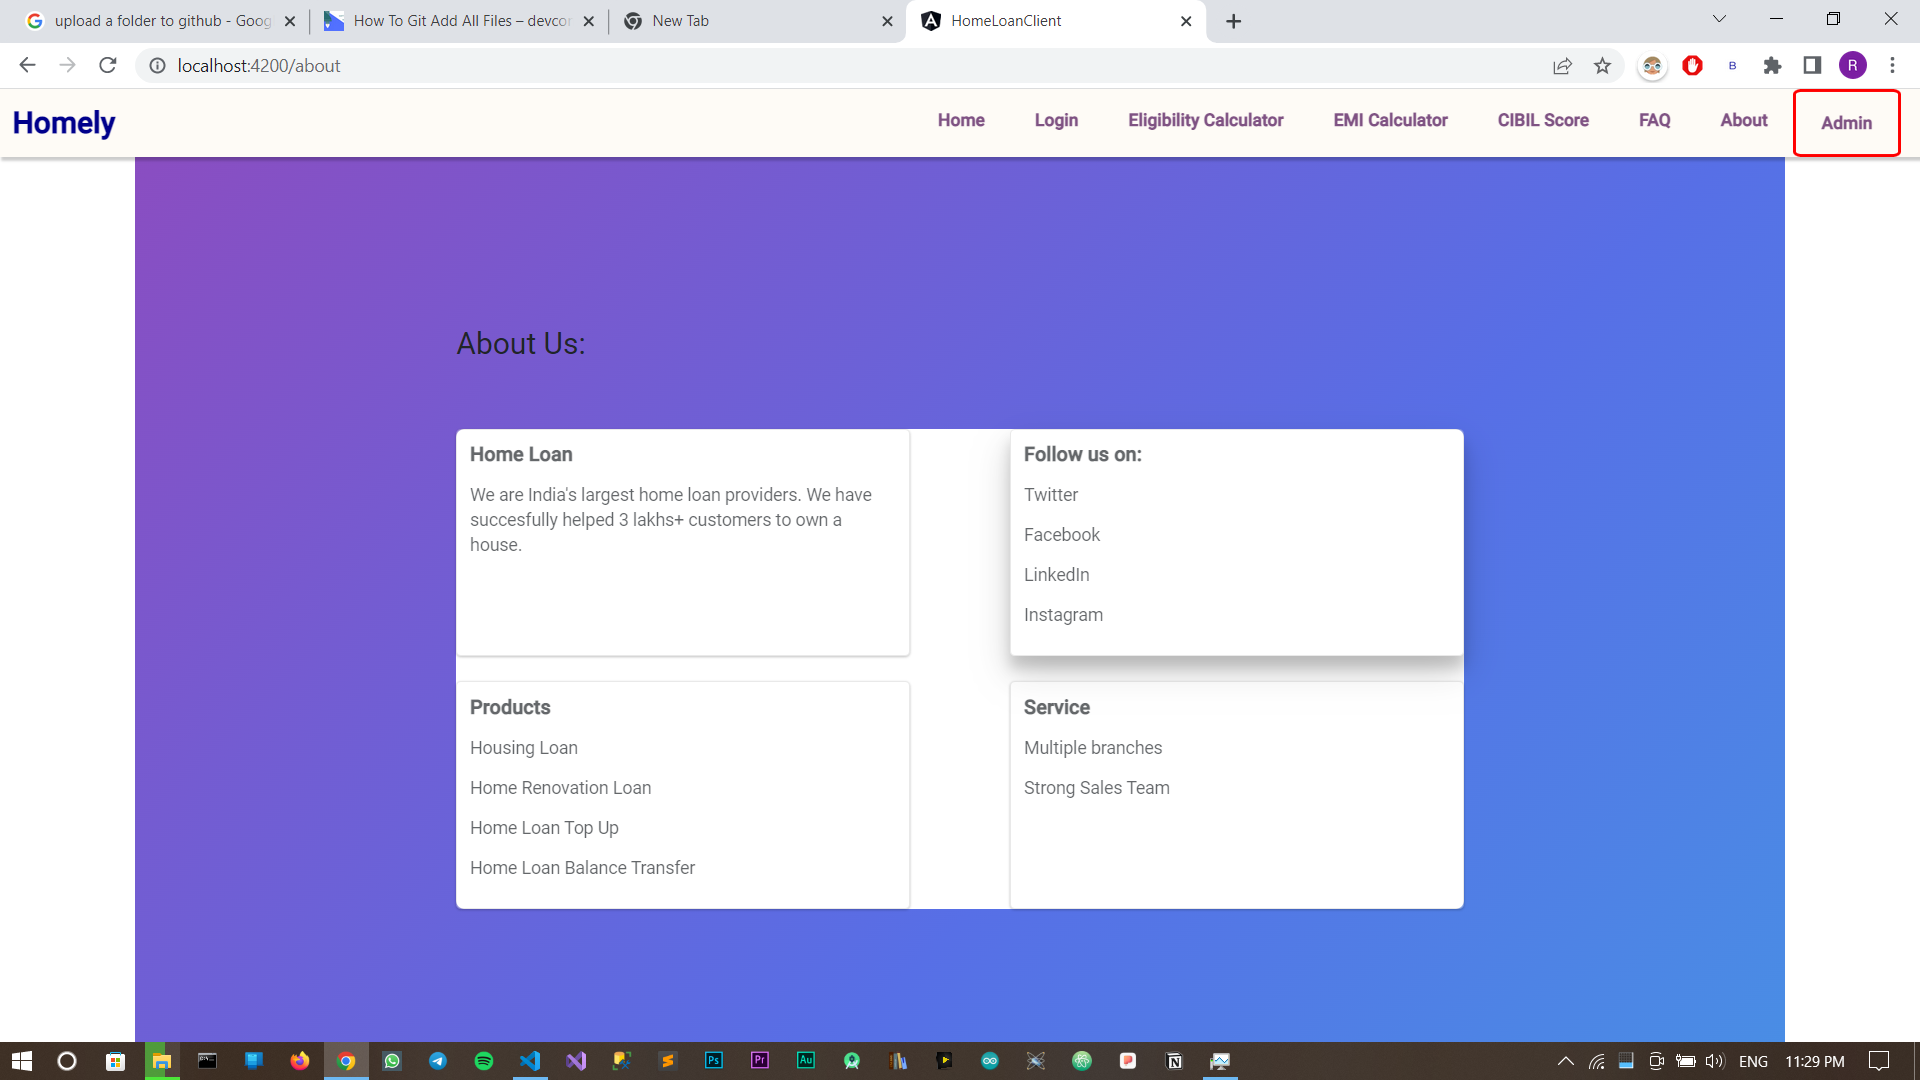 upload a folder to github - Goog
How To Git Add All Files – devcon
New Tab
HomeLoanClient
localhost:4200/about
B
R
Homely
Home
Login
Eligibility Calculator
EMI Calculator
CIBIL Score
FAQ
About
Admin
About Us:
Home Loan
We are India's largest home loan providers. We have
succesfully helped 3 lakhs+ customers to own a
house.
Follow us on:
Twitter
Facebook
LinkedIn
Instagram
Products
Housing Loan
Home Renovation Loan
Home Loan Top Up
Home Loan Balance Transfer
Service
Multiple branches
Strong Sales Team
Ps
Pr
Au
ENG
11:29 PM